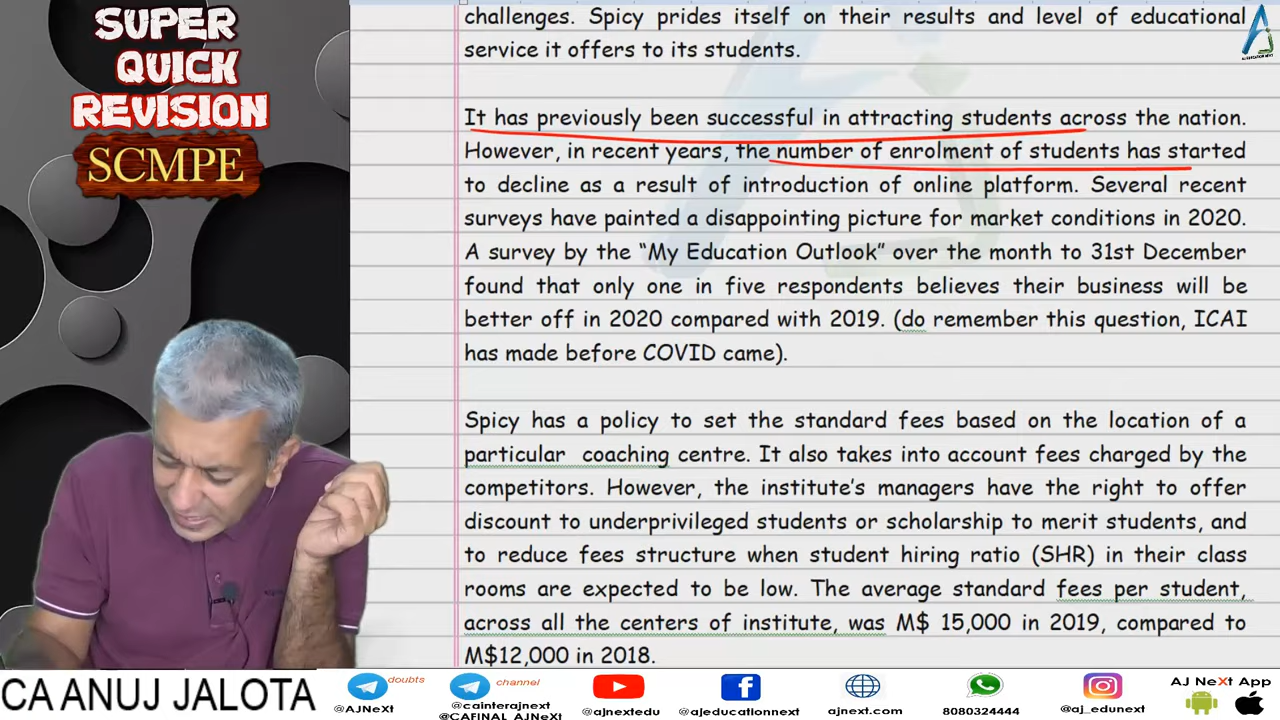 SUPER
QUICK
REVISION
SCMPE
challenges. Spicy prides itself on their results and level of educational
service it offers to its students.
It has previously been successful in attracting students across the nation.
However, in recent years, the number of enrolment of students has started
to decline as a result of introduction of online platform. Several recent
surveys have painted a disappointing picture for market conditions in 2020.
A survey by the “My Education Outlook” over the month to 31st December
found that only one in five respondents believes their business will be
better off in 2020 compared with 2019. (do remember this question, ICAI
has made before COVID came).
Spicy has a policy to set the standard fees based on the location of a
particular coaching centre. It also takes into account fees charged by the
competitors. However, the institute’s managers have the right to offer
discount to underprivileged students or scholarship to merit students, and
to reduce fees structure when student hiring ratio (SHR) in their class
rooms are expected to be low. The average standard fees per student,
across all the centers of institute, was M$ 15,000 in 2019, compared to
M$12,000 in 2018.
CA ANUJ JALOTA
doubts
@AJNeXt
channel
@cainterajnext
@CAFINAL_AJNeXt
@ajnextedu
@ajeducationnext
ajnext.com
8080324444
@aj_edunext
AJ NeXt App